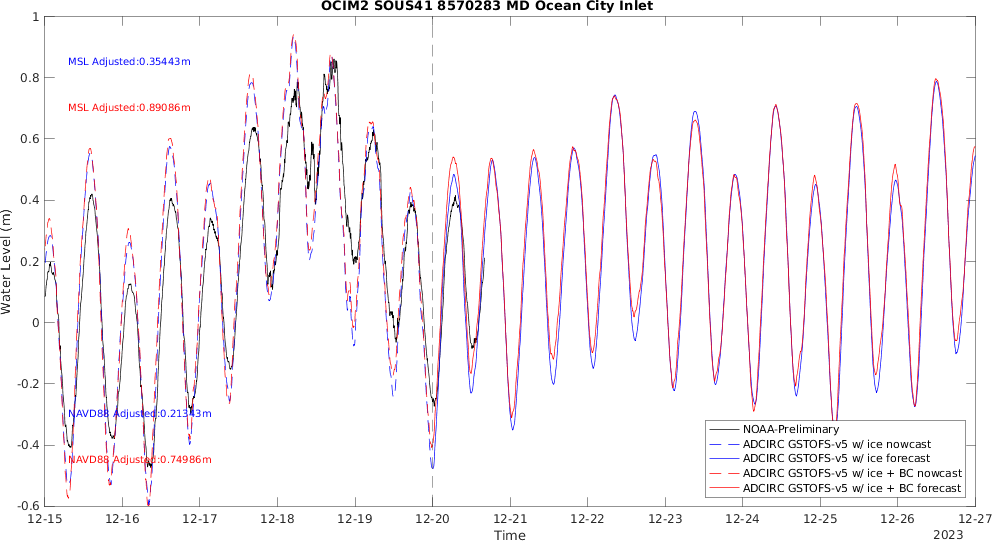 OCIM2 SOUS41 8570283 MD Ocean City Inlet
1
0.8
0.6
0.4
0.2
0
-0.2
-0.4
-0.6
Water Level (m)
MSL Adjusted:0.35443m
MSL Adjusted:0.89086m
NAVD88 Adjusted:0.21343m
NAVD88 Adjusted:0.74986m
NOAA-Preliminary
ADCIRC GSTOFS-v5 w/ ice nowcast
ADCIRC GSTOFS-v5 w/ ice forecast
ADCIRC GSTOFS-v5 w/ ice + BC nowcast
ADCIRC GSTOFS-v5 w/ ice + BC forecast
12-15 12-16 12-17 12-18 12-19 12-20 12-21 12-22 12-23 12-24 12-25 12-26 12-27
Time
2023